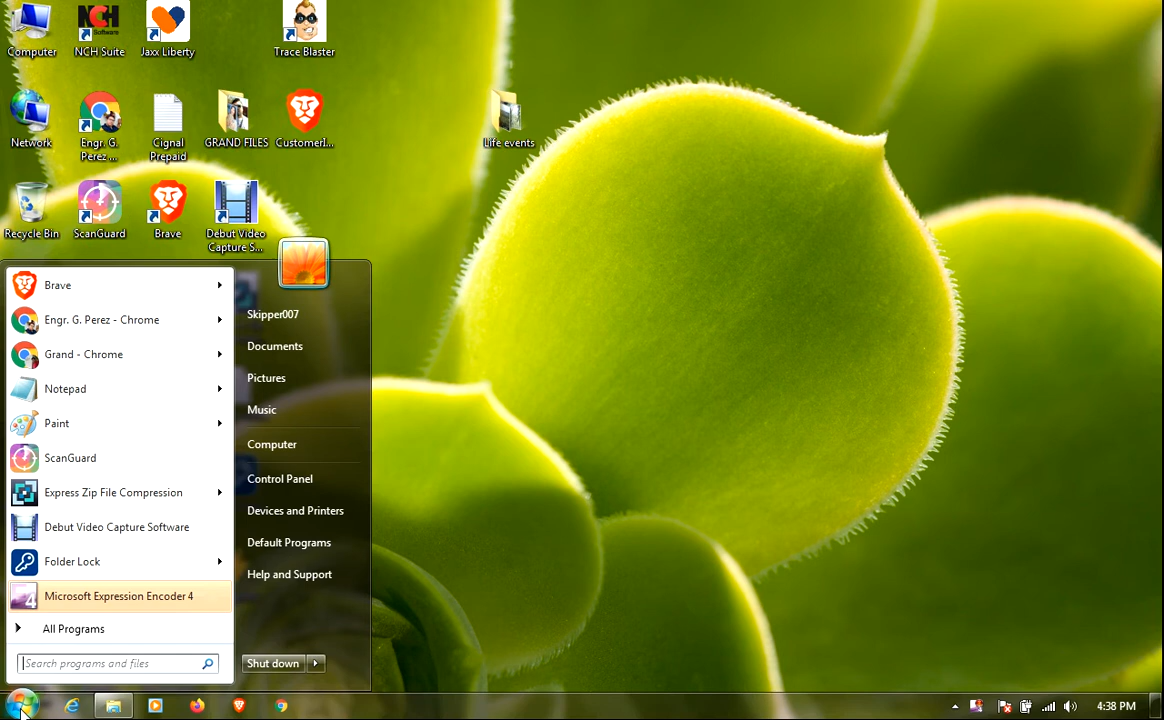 Computer
NCH Suite
Jaxx Liberty
Trace Blaster
Network
Engr. G.
Perez ...
Cignal
Prepaid
GRAND FILES
CustomerI...
Life events
Recycle Bin
ScanGuard
Brave
Debut Video
Capture S...
Brave
Engr. G. Perez - Chrome
Grand - Chrome
Notepad
Paint
ScanGuard
Express Zip File Compression
Debut Video Capture Software
Folder Lock
Microsoft Expression Encoder 4
All Programs
Search programs and files
Skipper007
Documents
Pictures
Music
Computer
Control Panel
Devices and Printers
Default Programs
Help and Support
Shut down
4:38 PM